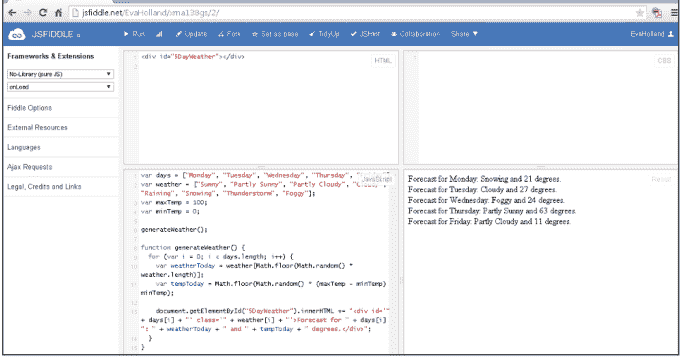 jsfiddle.net/EvaHolland/
JSFIDDLE
Run Update Fork Set as base TidyUp JSHint Collaboration Share EvaHolland
Frameworks & Extensions
No-Library (pure JS)
onLoad
Fiddle Options
External Resources
Languages
Ajax Requests
Legal, Credits and Links
1 <div id="5DayWeather"></div>
HTML
CSS
JavaScript
var days = ["Monday", "Tuesday", "Wednesday", "Thursday",
var weather = ["Sunny", "Partly Sunny", "Partly Cloudy", "Cloudy",
"Raining", "Snowing", "Thunderstorm", "Foggy"];
var maxTemp = 100;
var minTemp = 0;
generateWeather();
function generateWeather() {
for (var i = 0; i < days.length; i++) {
var weatherToday = weather[Math.floor(Math.random() *
weather.length)];
var tempToday = Math.floor(Math.random() * (maxTemp - minTemp)
minTemp);
document.getElementById("5DayWeather").innerHTML += "<div id='"
+ days[i] + "' class='" + weather[i] + "'>Forecast for " + days[i]
+ ": " + weatherToday + " and " + tempToday + " degrees.</div>";
}
}
Result
Forecast for Monday: Snowing and 21 degrees.
Forecast for Tuesday: Cloudy and 27 degrees.
Forecast for Wednesday: Foggy and 24 degrees.
Forecast for Thursday: Partly Sunny and 63 degrees.
Forecast for Friday: Partly Cloudy and 11 degrees.